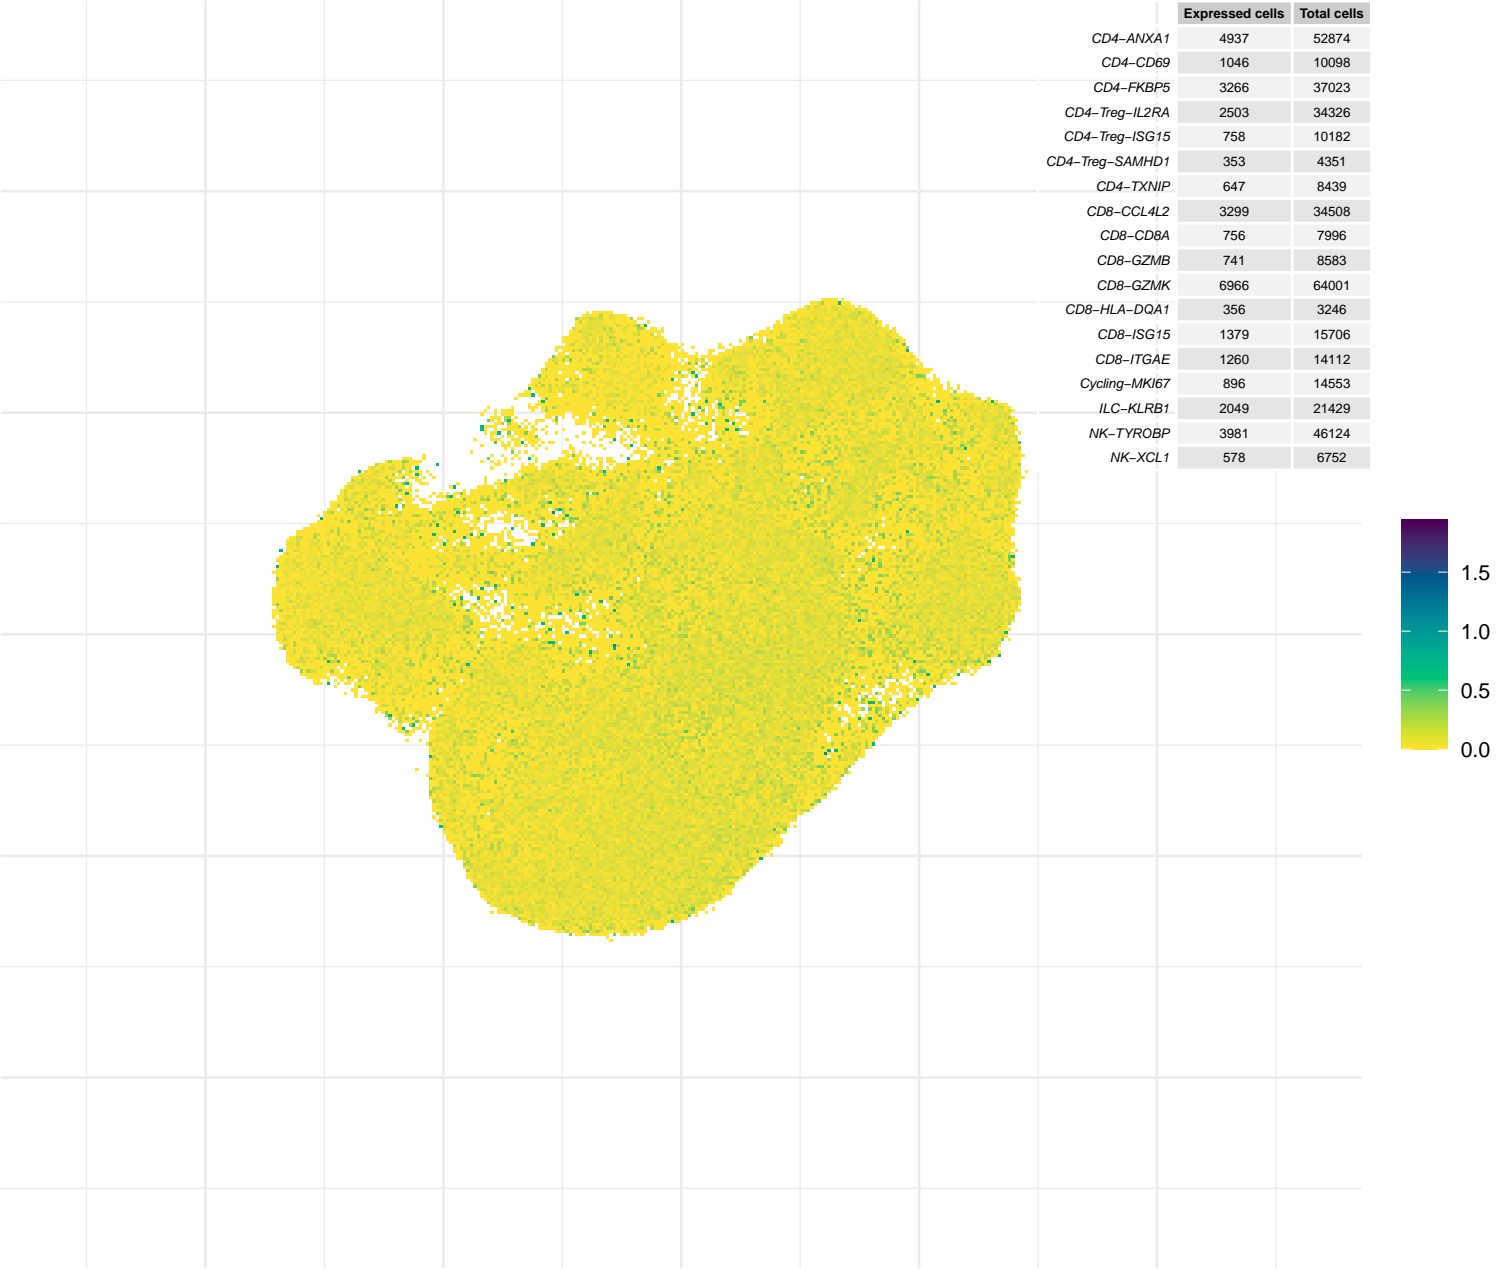 Expressed cells Total cells
CD4−ANXA1 4937 52874
CD4−CD69 1046 10098
CD4−FKBP5 3266 37023
CD4−Treg−IL2RA 2503 34326
CD4−Treg−ISG15 758 10182
CD4−Treg−SAMHD1 353 4351
CD4−TXNIP 647 8439
CD8−CCL4L2 3299 34508
CD8−CD8A 756 7996
CD8−GZMB 741 8583
CD8−GZMK 6966 64001
CD8−HLA−DQA1 356 3246
CD8−ISG15 1379 15706
CD8−ITGAE 1260 14112
Cycling−MKI67 896 14553
ILC−KLRB1 2049 21429
NK−TYROBP 3981 46124
NK−XCL1 578 6752
1.5
1.0
0.5
0.0